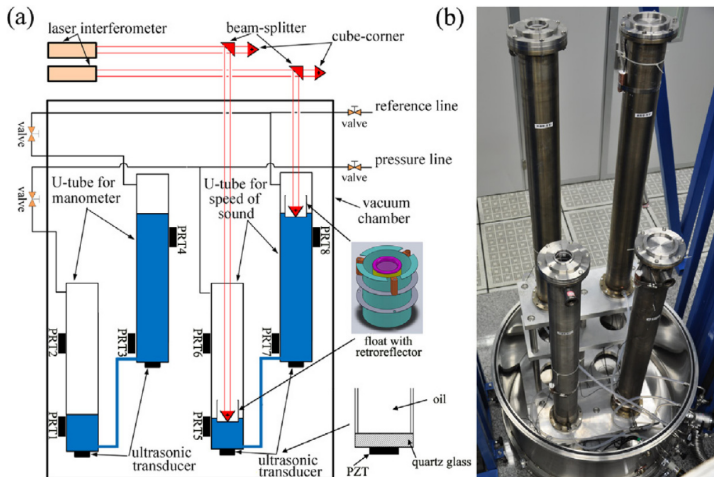 (a)
laser interferometer
beam-splitter
cube-corner
valve
reference line
valve
valve
pressure line
valve
U-tube for
manometer
U-tube for
speed of
sound
vacuum
chamber
PRT4
PRT8
PRT2
PRT3
PRT6
PRT7
float with
retroreflector
PRT1
PRT5
ultrasonic
transducer
ultrasonic
transducer
oil
quartz glass
PZT
(b)